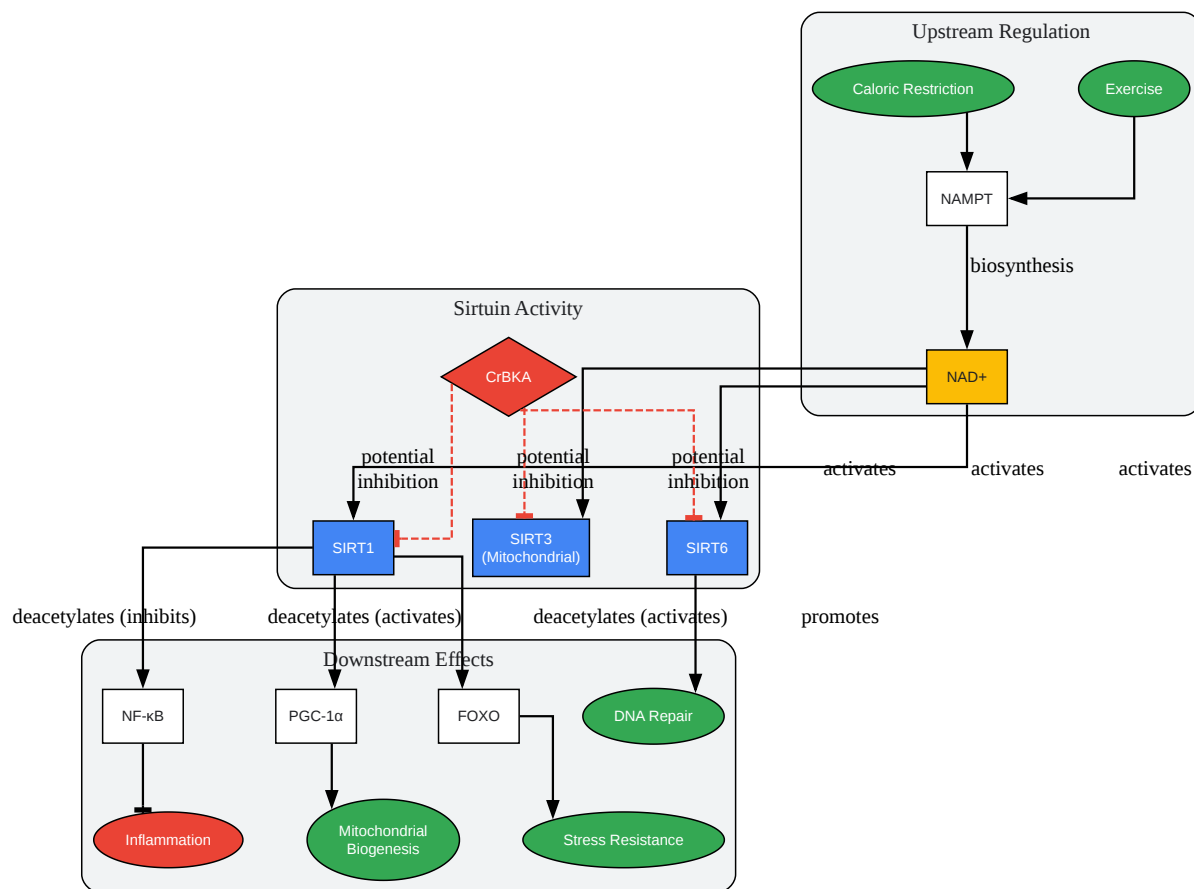 Upstream Regulation
Caloric Restriction
Exercise
NAMPT
biosynthesis
Sirtuin Activity
CrBKA
NAD+
potential
inhibition
potential
inhibition
potential
inhibition
activates
activates
activates
SIRT1
SIRT3
(Mitochondrial)
SIRT6
deacetylates (inhibits)
deacetylates (activates)
deacetylates (activates)
promotes
Downstream Effects
NF-κB
PGC-1α
FOXO
DNA Repair
Inflammation
Mitochondrial
Biogenesis
Stress Resistance